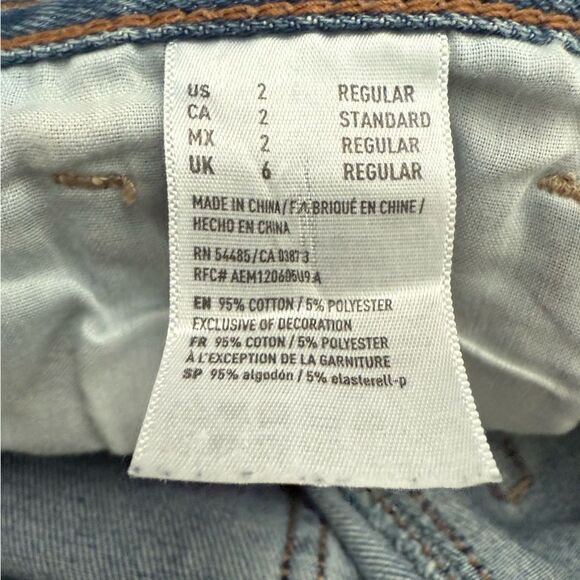 US 2 REGULAR
CA 2 STANDARD
MX 2 REGULAR
UK 6 REGULAR
MADE IN CHINA/FABRIQUÉ EN CHINE/
HECHO EN CHINA
RN 54485/CA 03873
RFC# AEM120605U9A
EN 95% COTTON / 5% POLYESTER
EXCLUSIVE OF DECORATION
FR 95% COTON / 5% POLYESTER
À L'EXCEPTION DE LA GARNITURE
SP 95% algodón / 5% elasterell-p